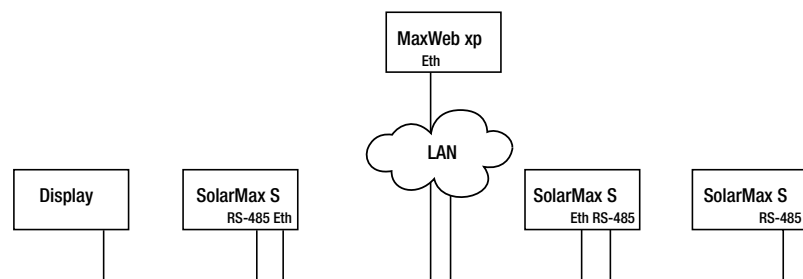 MaxWeb xp
Eth
LAN
Display
SolarMax S
RS-485 Eth
SolarMax S
Eth RS-485
SolarMax S
RS-485